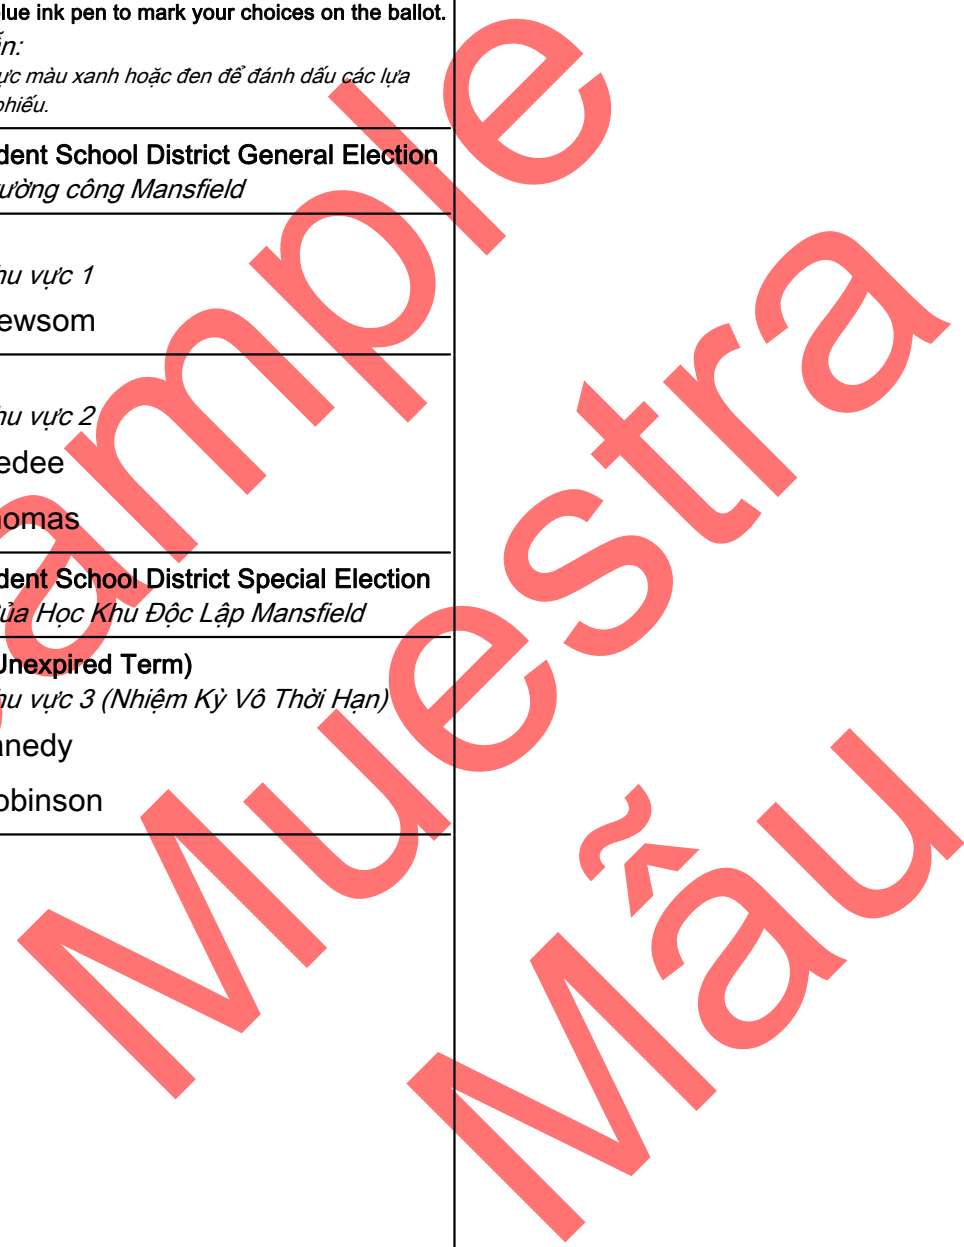 lue ink pen to mark your choices on the ballot.
ẫn:
ực màu xanh hoặc đen để đánh dấu các lựa
phiếu.
dent School District General Election
rường công Mansfield
hu vực 1
ewsom
hu vực 2
edee
homas
dent School District Special Election
ủa Học Khu Độc Lập Mansfield
Unexpired Term)
hu vực 3 (Nhiệm Kỳ Vô Thời Hạn)
anedy
obinson
Sample
Muestra
Mẫu